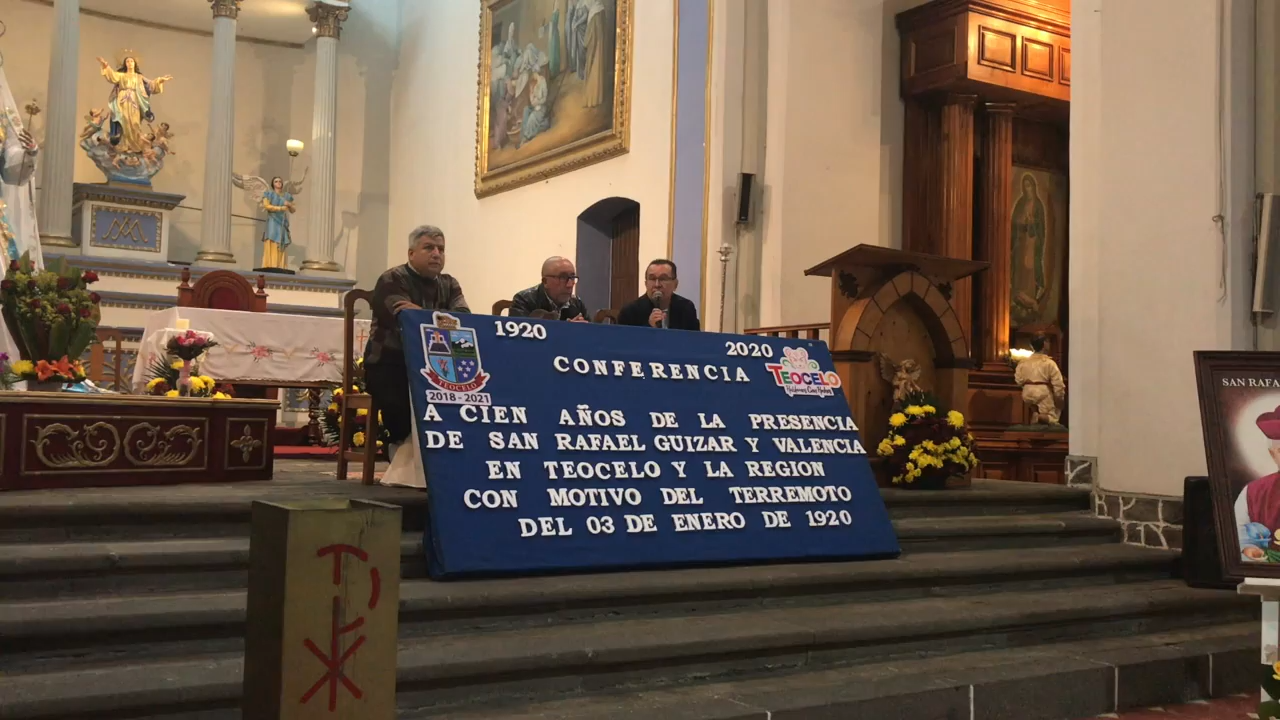 1920
2020
CONFERENCIA
A CIEN AÑOS DE LA PRESENCIA
DE SAN RAFAEL GUIZAR Y VALENCIA
EN TEOCELO Y LA REGION
CON MOTIVO DEL TERREMOTO
DEL 03 DE ENERO DE 1920
TEOCELO
2018-2021
TEOCELO
SAN RAFA